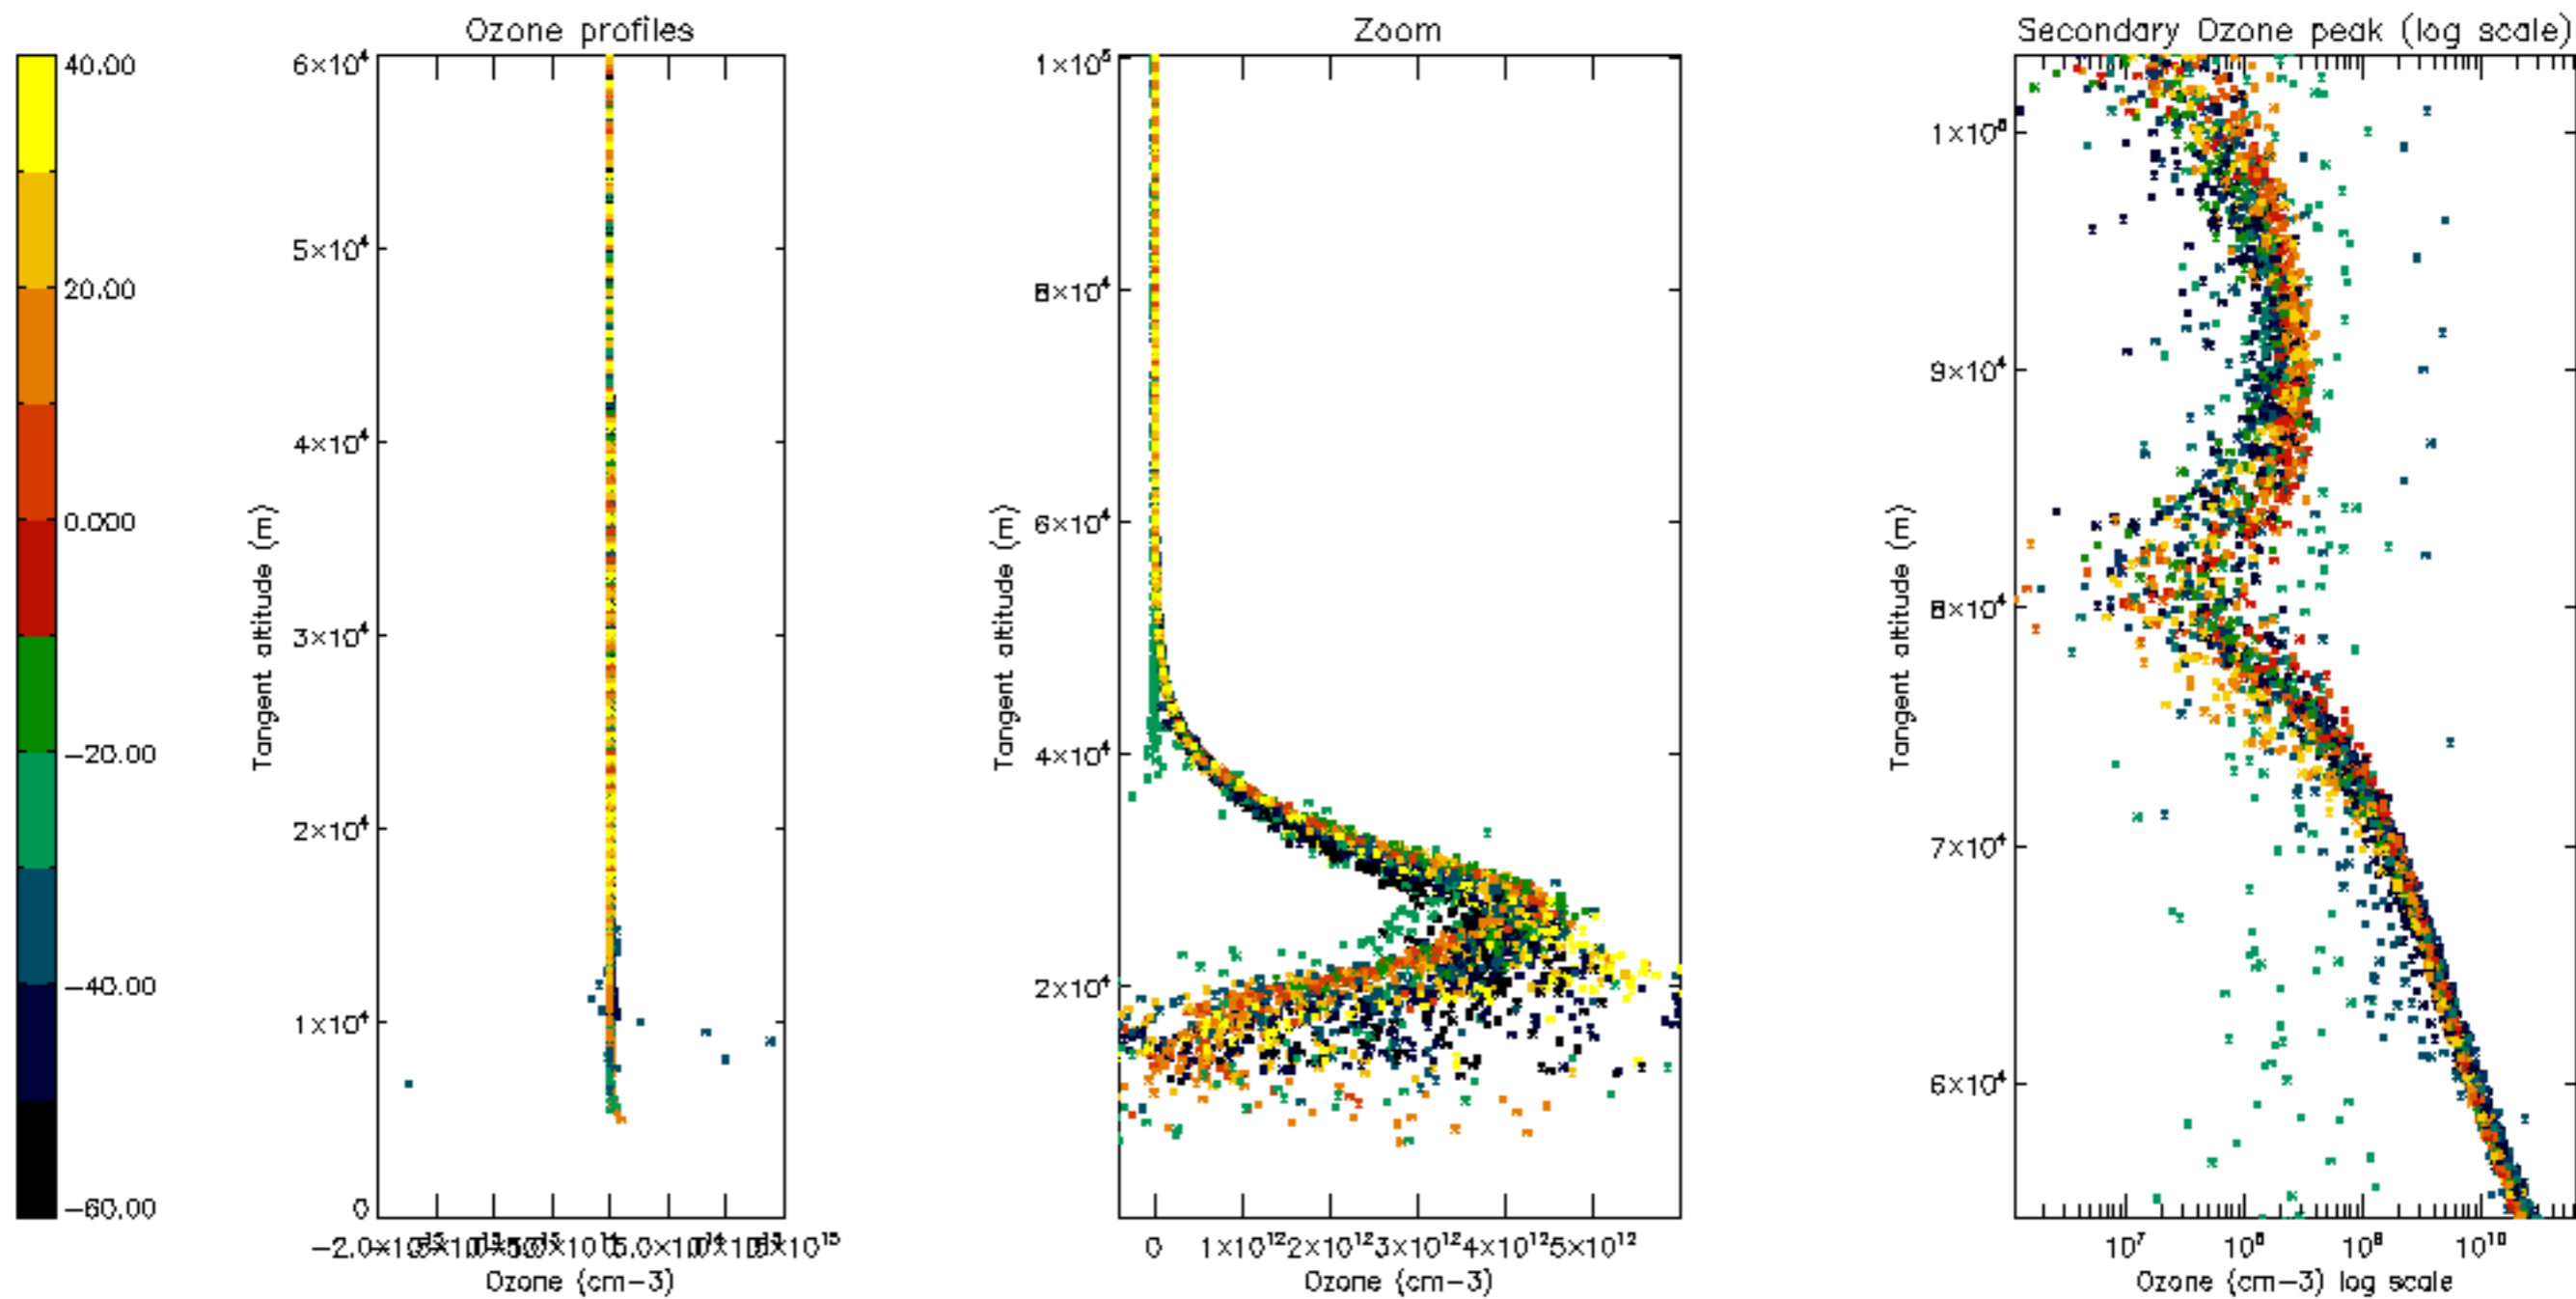 Ozone profiles
Zoom
Secondary Ozone peak (log scale)
40.00
20.00
0.000
−20.00
−40.00
−60.00
Tangent altitude (m)
6×10⁴
5×10⁴
4×10⁴
3×10⁴
2×10⁴
1×10⁴
0
Ozone (cm−3)
Tangent altitude (m)
1×10⁵
8×10⁴
6×10⁴
4×10⁴
2×10⁴
0 1×10¹² 2×10¹² 3×10¹² 4×10¹² 5×10¹²
Ozone (cm−3)
Tangent altitude (m)
9×10⁴
8×10⁴
7×10⁴
6×10⁴
10⁷ 10⁸ 10⁹ 10¹⁰
Ozone (cm−3) log scale